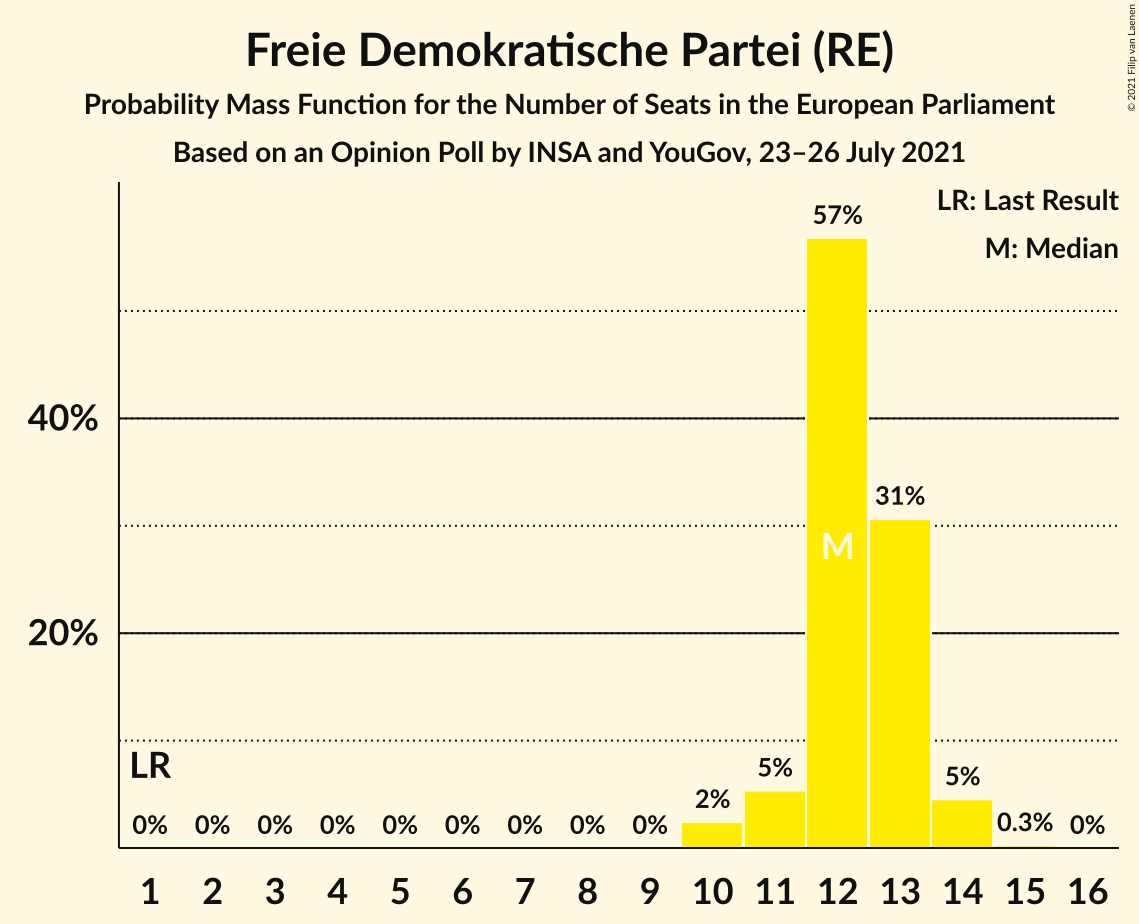 Freie Demokratische Partei (RE)
Probability Mass Function for the Number of Seats in the European Parliament
Based on an Opinion Poll by INSA and YouGov, 23–26 July 2021
© 2021 Filip van Laenen
LR: Last Result
M: Median
57%
40%
31%
M
20%
LR
0% 0% 0% 0% 0% 0% 0% 0% 0% 2% 5% 5% 0.3% 0%
1 2 3 4 5 6 7 8 9 10 11 12 13 14 15 16